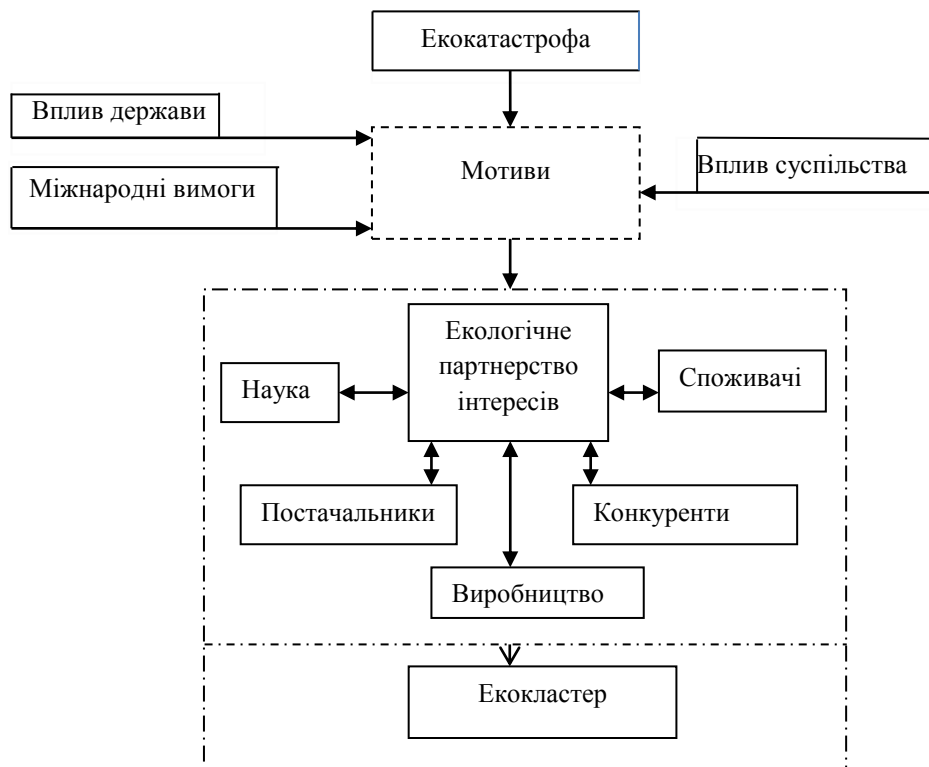 Екокатастрофа
Вплив держави
Мотиви
Вплив суспільства
Міжнародні вимоги
Екологічне
партнерство
інтересів
Наука
Споживачі
Постачальники
Конкуренти
Виробництво
Екокластер